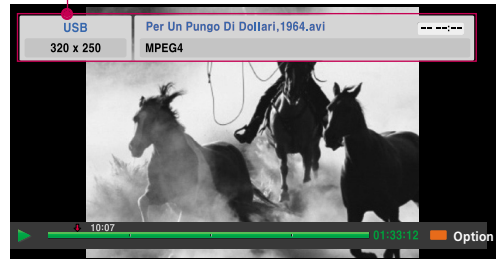 USB
Per Un Pungo Di Dollari,1964.avi
-- --:--
320 x 250
MPEG4
10:07
01:33:12
Option